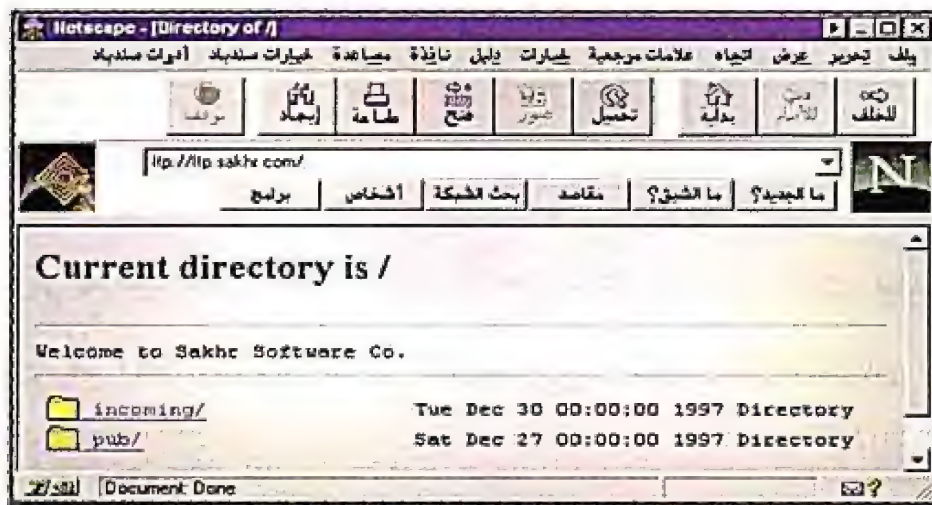 Netscape - [Directory of /]
ملف تحرير عرض اتجاه علامات مرجعية خيارات دليل نافذة مساعدة خيارات سندباد أدوات سندباد
للخلف للأمام بداية تحميل صور فتح طباعة إيجاد موقف
ftp://ftp.sakhr.com/
ما الجديد؟ ما الشيق؟ مقاصد بحث الشبكة أشخاص برامج
N
Current directory is /
Welcome to Sakhr Software Co.
incoming/ Tue Dec 30 00:00:00 1997 Directory
pub/ Sat Dec 27 00:00:00 1997 Directory
Document: Done